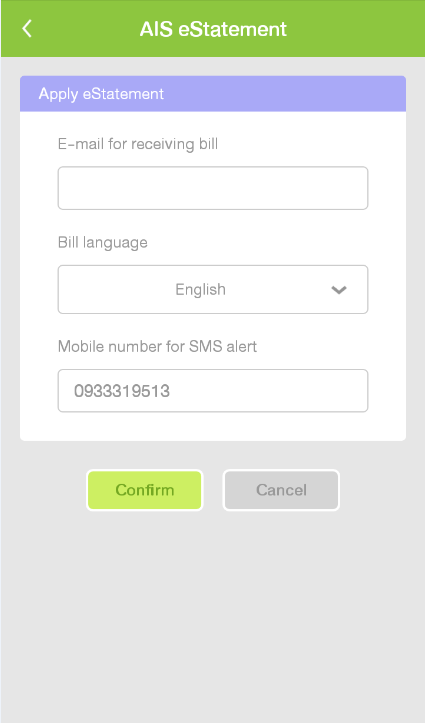 AIS eStatement
Apply eStatement
E-mail for receiving bill
Bill language
English
Mobile number for SMS alert
0933319513
Confirm
Cancel